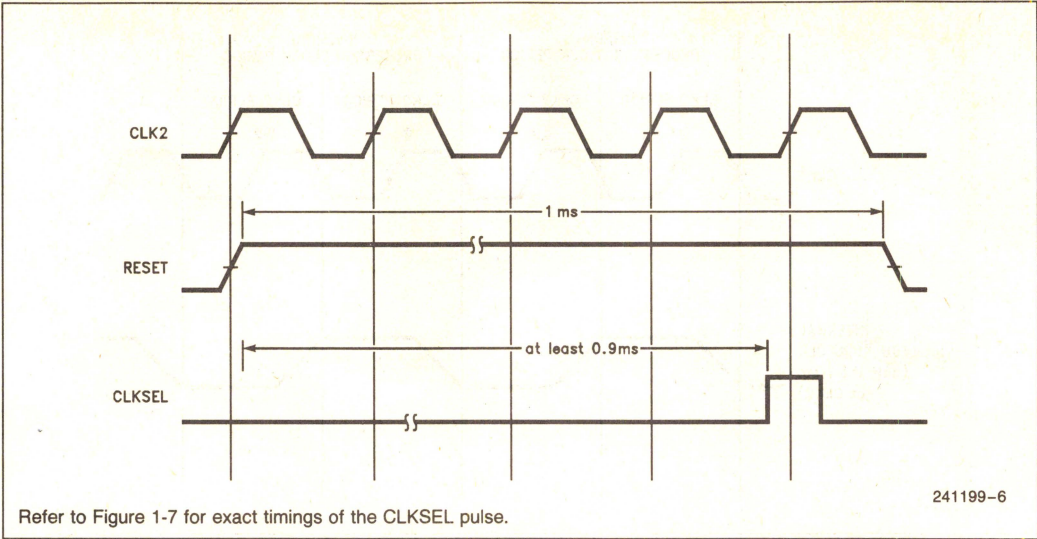 CLK2
1 ms
RESET
at least 0.9ms
CLKSEL
241199-6
Refer to Figure 1-7 for exact timings of the CLKSEL pulse.